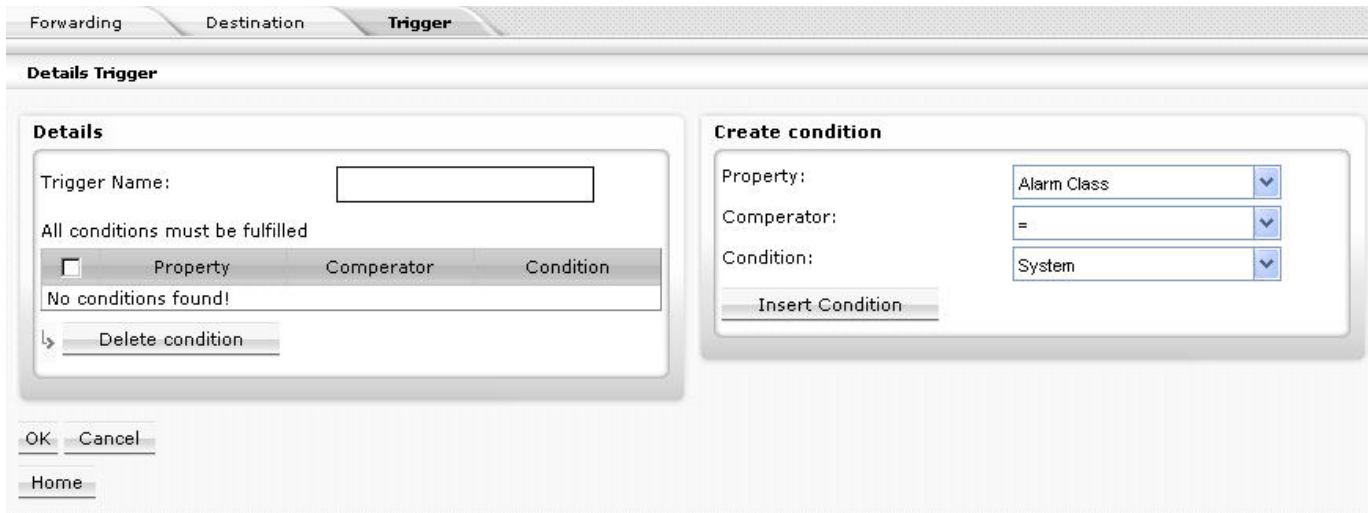 Forwarding Destination Trigger
Details Trigger
Details
Trigger Name:
All conditions must be fulfilled
Property Comperator Condition
No conditions found!
Delete condition
Create condition
Property: Alarm Class
Comperator: =
Condition: System
Insert Condition
OK Cancel
Home